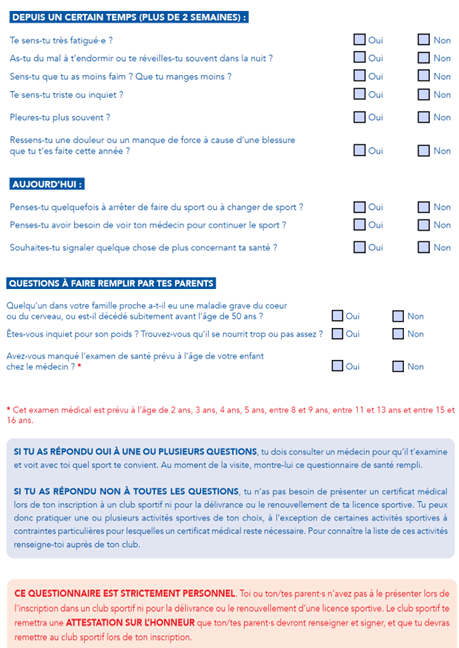 DEPUIS UN CERTAIN TEMPS (PLUS DE 2 SEMAINES) :
Te sens-tu très fatigué·e ? Oui Non
As-tu du mal à t'endormir ou te réveilles-tu souvent dans la nuit ? Oui Non
Sens-tu que tu as moins faim ? Que tu manges moins ? Oui Non
Te sens-tu triste ou inquiet ? Oui Non
Pleures-tu plus souvent ? Oui Non
Ressens-tu une douleur ou un manque de force à cause d'une blessure
que tu t'es faite cette année ? Oui Non
AUJOURD'HUI :
Penses-tu quelquefois à arrêter de faire du sport ou à changer de sport ? Oui Non
Penses-tu avoir besoin de voir ton médecin pour continuer le sport ? Oui Non
Souhaites-tu signaler quelque chose de plus concernant ta santé ? Oui Non
QUESTIONS À FAIRE REMPLIR PAR TES PARENTS
Quelqu'un dans votre famille proche a-t-il eu une maladie grave du coeur
ou du cerveau, ou est-il décédé subitement avant l'âge de 50 ans ? Oui Non
Êtes-vous inquiet pour son poids ? Trouvez-vous qu'il se nourrit trop ou pas assez ? Oui Non
Avez-vous manqué l'examen de santé prévu à l'âge de votre enfant
chez le médecin ? * Oui Non
* Cet examen médical est prévu à l'âge de 2 ans, 3 ans, 4 ans, 5 ans, entre 8 et 9 ans, entre 11 et 13 ans et entre 15 et
16 ans.
SI TU AS RÉPONDU OUI À UNE OU PLUSIEURS QUESTIONS, tu dois consulter un médecin pour qu'il t'examine
et voit avec toi quel sport te convient. Au moment de la visite, montre-lui ce questionnaire de santé rempli.
SI TU AS RÉPONDU NON À TOUTES LES QUESTIONS, tu n'as pas besoin de présenter un certificat médical
lors de ton inscription à un club sportif ni pour la délivrance ou le renouvellement de ta licence sportive. Tu peux
donc pratiquer une ou plusieurs activités sportives de ton choix, à l'exception de certaines activités sportives à
contraintes particulières pour lesquelles un certificat médical reste nécessaire. Pour connaître la liste de ces activités
renseigne-toi auprès de ton club.
CE QUESTIONNAIRE EST STRICTEMENT PERSONNEL. Toi ou ton/tes parent·s n'avez pas à le présenter lors de
l'inscription dans un club sportif ni pour la délivrance ou le renouvellement d'une licence sportive. Le club sportif te
remettra une ATTESTATION SUR L'HONNEUR que ton/tes parent·s devront renseigner et signer, et que tu devras
remettre au club sportif lors de ton inscription.